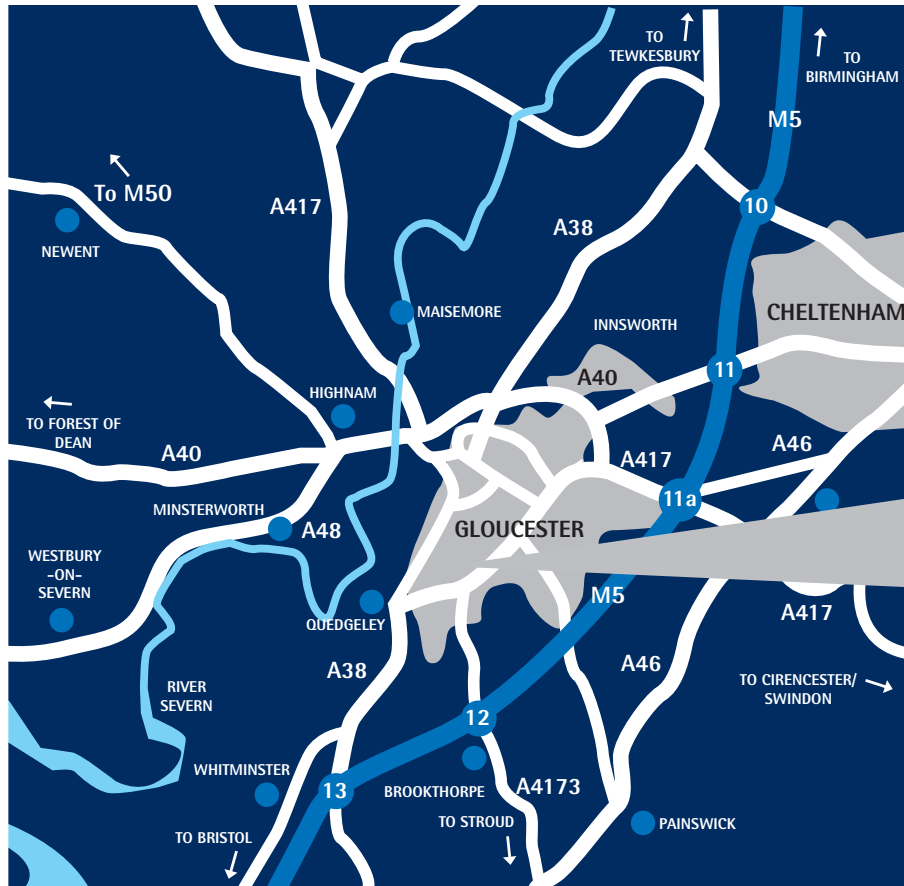 TO
TEWKESBURY
TO
BIRMINGHAM
M5
To M50
A417
10
A38
NEWENT
MAISEMORE
CHELTENHAM
INNSWORTH
11
A40
HIGHNAM
TO FOREST OF
DEAN
A40
A417
A46
11a
MINSTERWORTH
A48
GLOUCESTER
WESTBURY
-ON-
SEVERN
QUEDGELEY
M5
A417
A38
A46
RIVER
SEVERN
TO CIRENCESTER/
SWINDON
12
WHITMINSTER
13
BROOKTHORPE
A4173
TO BRISTOL
TO STROUD
PAINSWICK